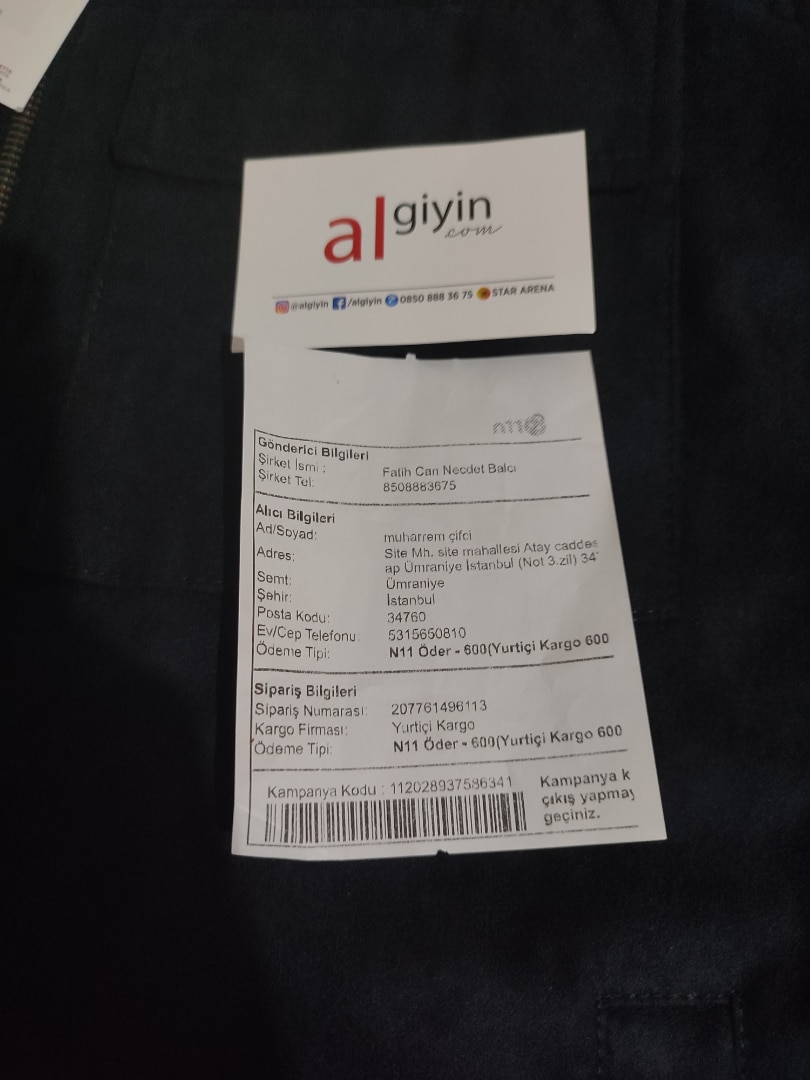 al giyin
com
@algiyin /algiyin 0850 888 36 75 STAR ARENA
n11
Gönderici Bilgileri
Şirket İsmi : Fatih Can Necdet Balcı
Şirket Tel: 8508883675
Alıcı Bilgileri
Ad/Soyad: muharrem çifci
Adres: Site Mh. site mahallesi Atay caddes
ap Ümraniye İstanbul (Not 3.zil) 34
Semt: Ümraniye
Şehir: İstanbul
Posta Kodu: 34760
Ev/Cep Telefonu: 5315650810
Ödeme Tipi: N11 Öder - 600(Yurtiçi Kargo 600
Sipariş Bilgileri
Sipariş Numarası: 207761496113
Kargo Firması: Yurtiçi Kargo
Ödeme Tipi: N11 Öder - 600(Yurtiçi Kargo 600
Kampanya Kodu : 112028937586341
Kampanya k
çıkış yapmay
geçiniz.